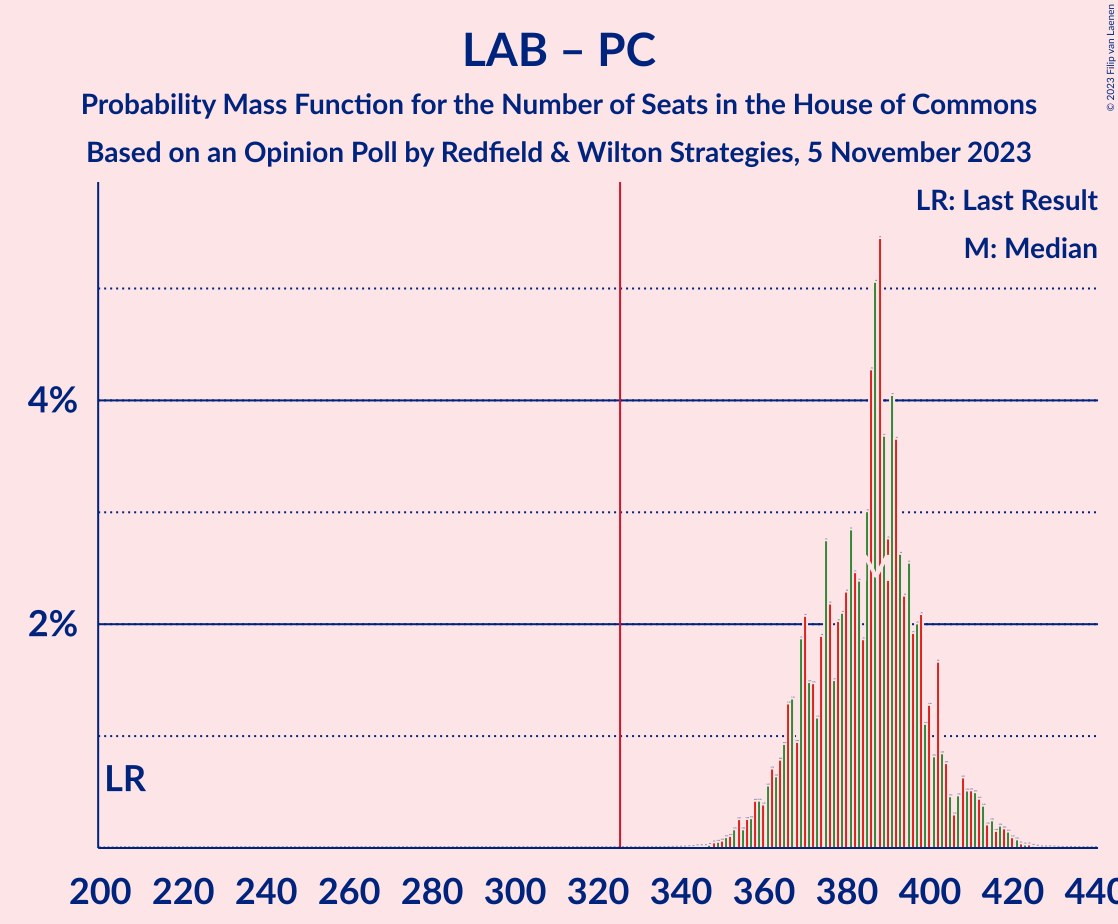 LAB – PC
Probability Mass Function for the Number of Seats in the House of Commons
Based on an Opinion Poll by Redfield & Wilton Strategies, 5 November 2023
© 2023 Filip van Laenen
LR: Last Result
M: Median
4%
2%
LR
200 220 240 260 280 300 320 340 360 380 400 420 440